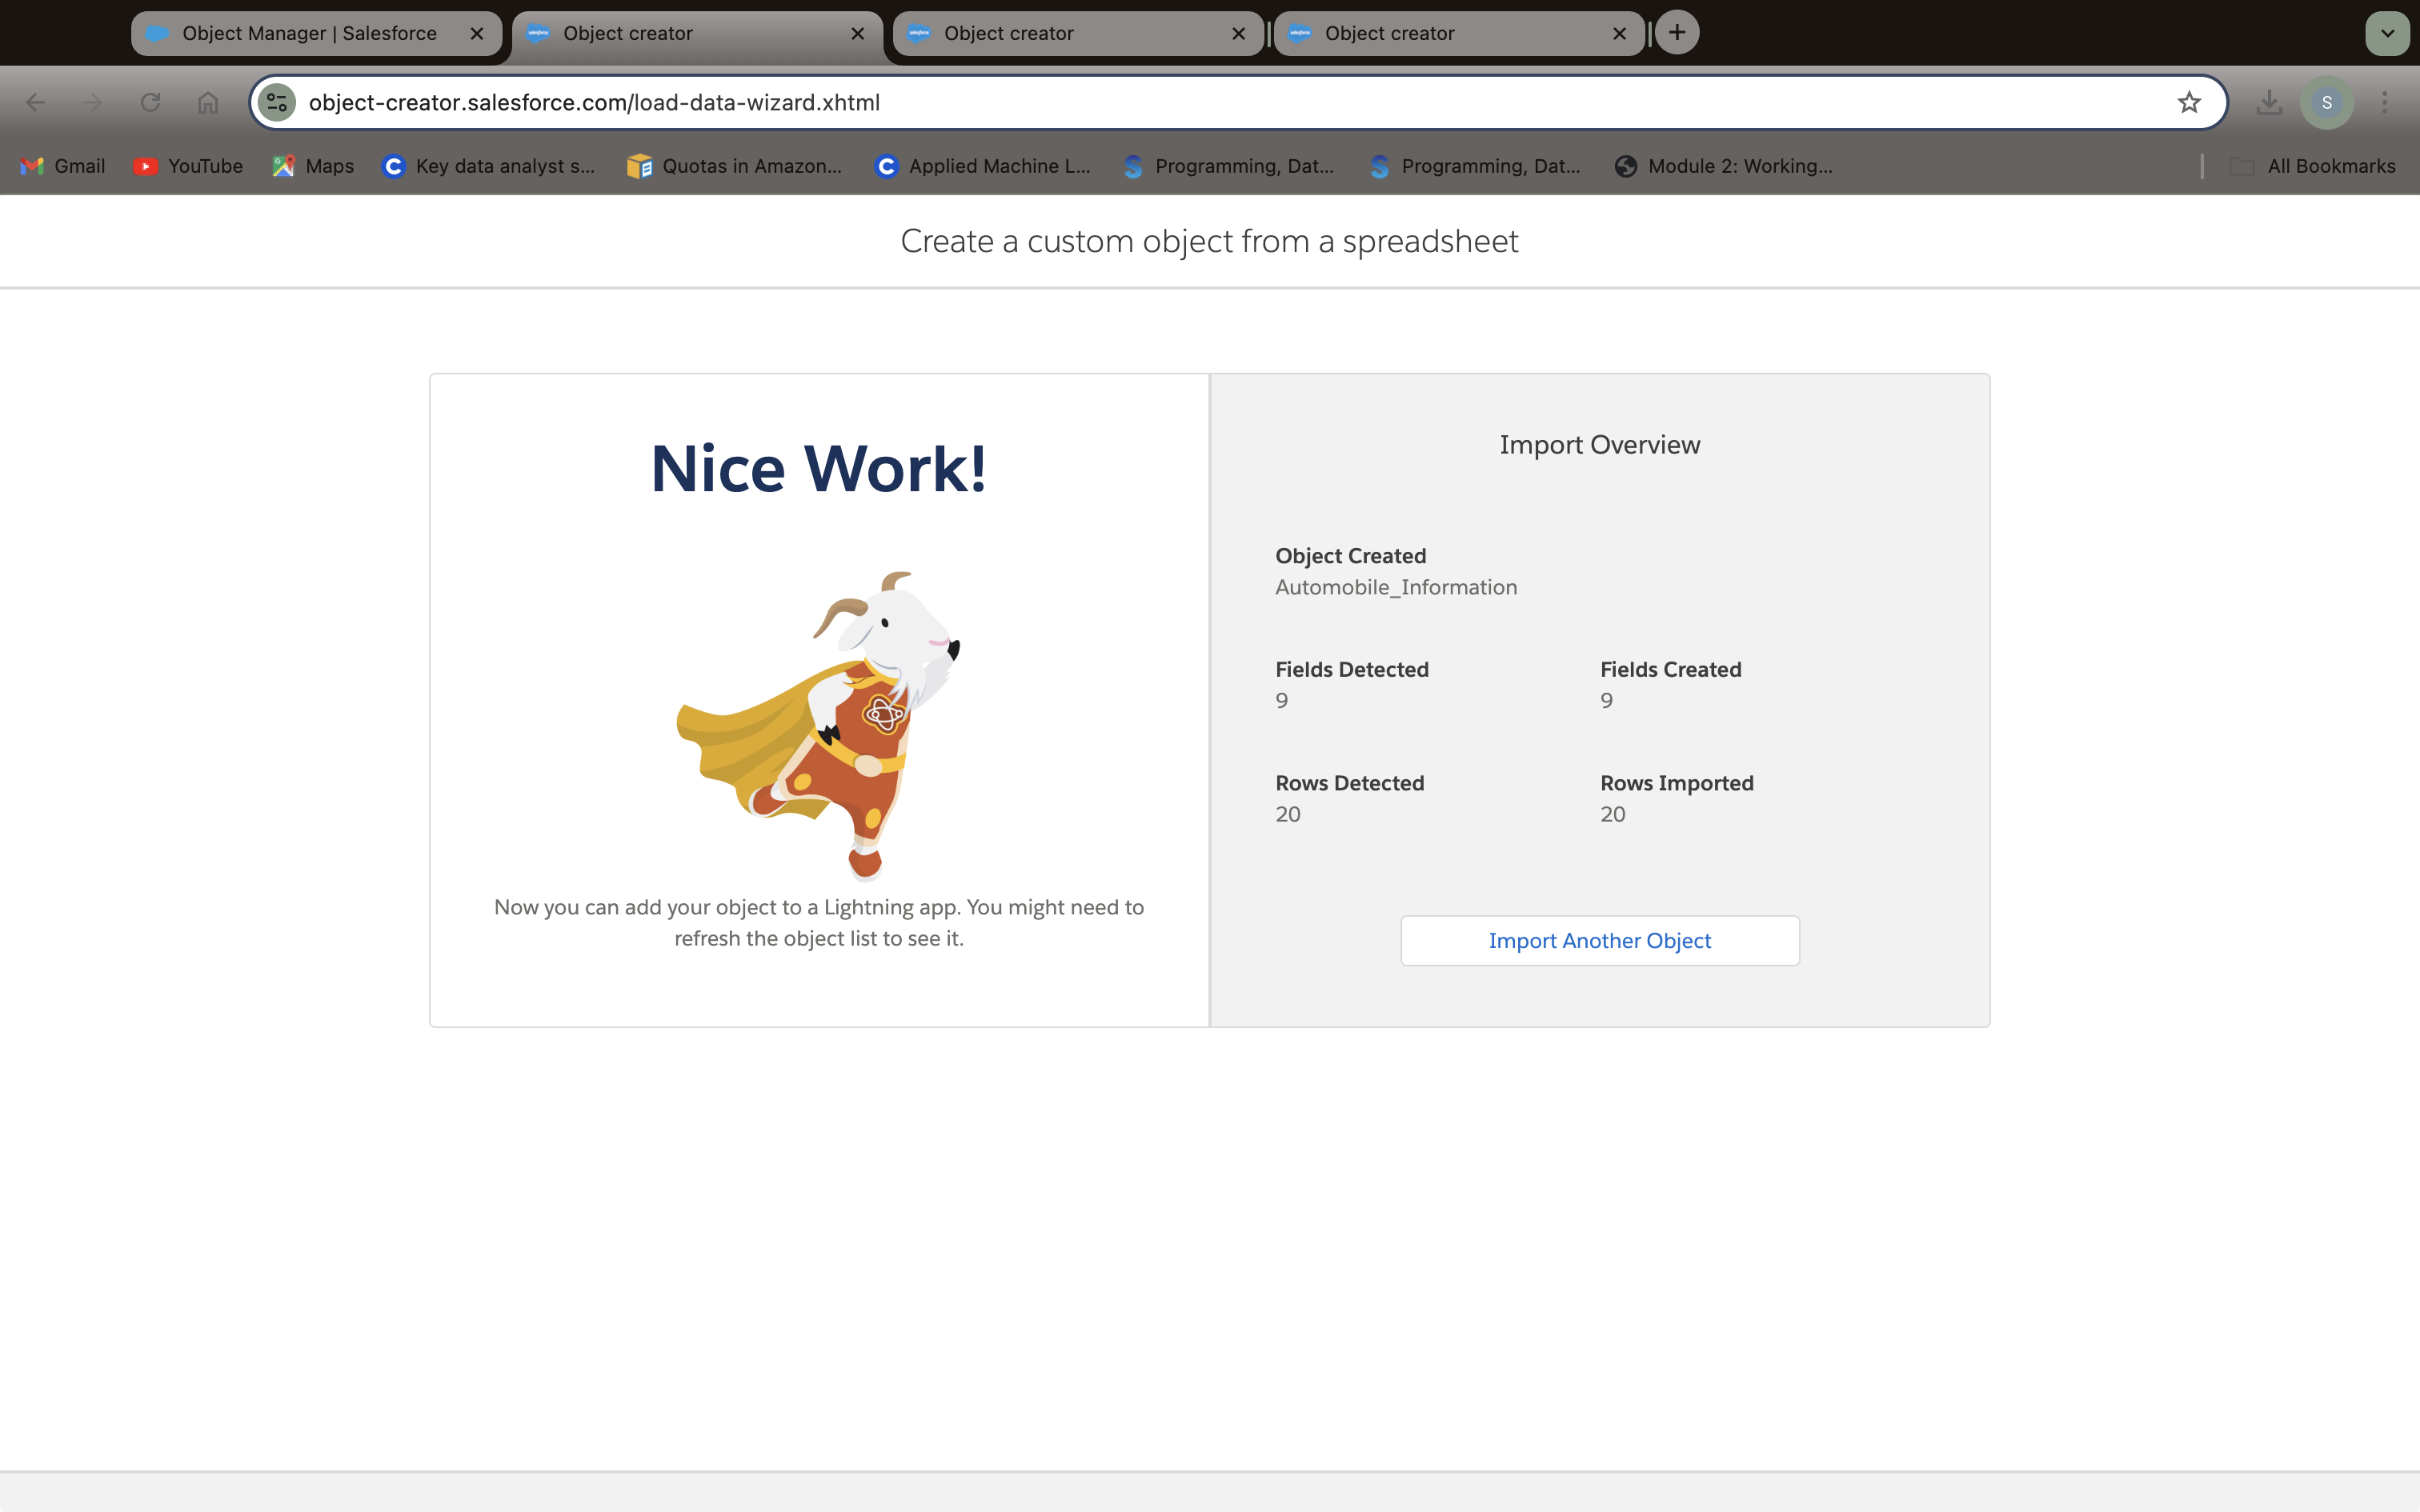 Object Manager | Salesforce
Object creator
Object creator
Object creator
S
object-creator.salesforce.com/load-data-wizard.xhtml
Gmail
YouTube
Maps
Key data analyst s...
Quotas in Amazon...
Applied Machine L...
Programming, Dat...
Programming, Dat...
Module 2: Working...
All Bookmarks
Create a custom object from a spreadsheet
Nice Work!
Now you can add your object to a Lightning app. You might need to
refresh the object list to see it.
Import Overview
Object Created
Automobile_Information
Fields Detected
9
Fields Created
9
Rows Detected
20
Rows Imported
20
Import Another Object